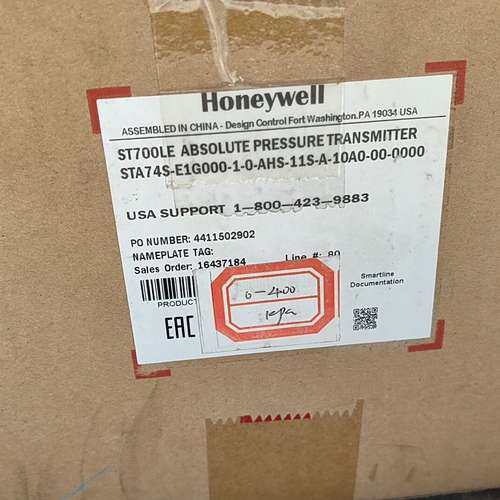 Honeywell
ASSEMBLED IN CHINA - Design Control Fort Washington.PA 19034 USA
ST700LE ABSOLUTE PRESSURE TRANSMITTER
STA74S-E1G000-1-0-AHS-11S-A-10A0-00-0000
USA SUPPORT 1-800-423-9883
PO NUMBER: 4411502902
NAMEPLATE TAG:
Line #: 80
Sales Order: 16437184
Smartline
Documentation
PRODUCT
0-400
kpa
EAC